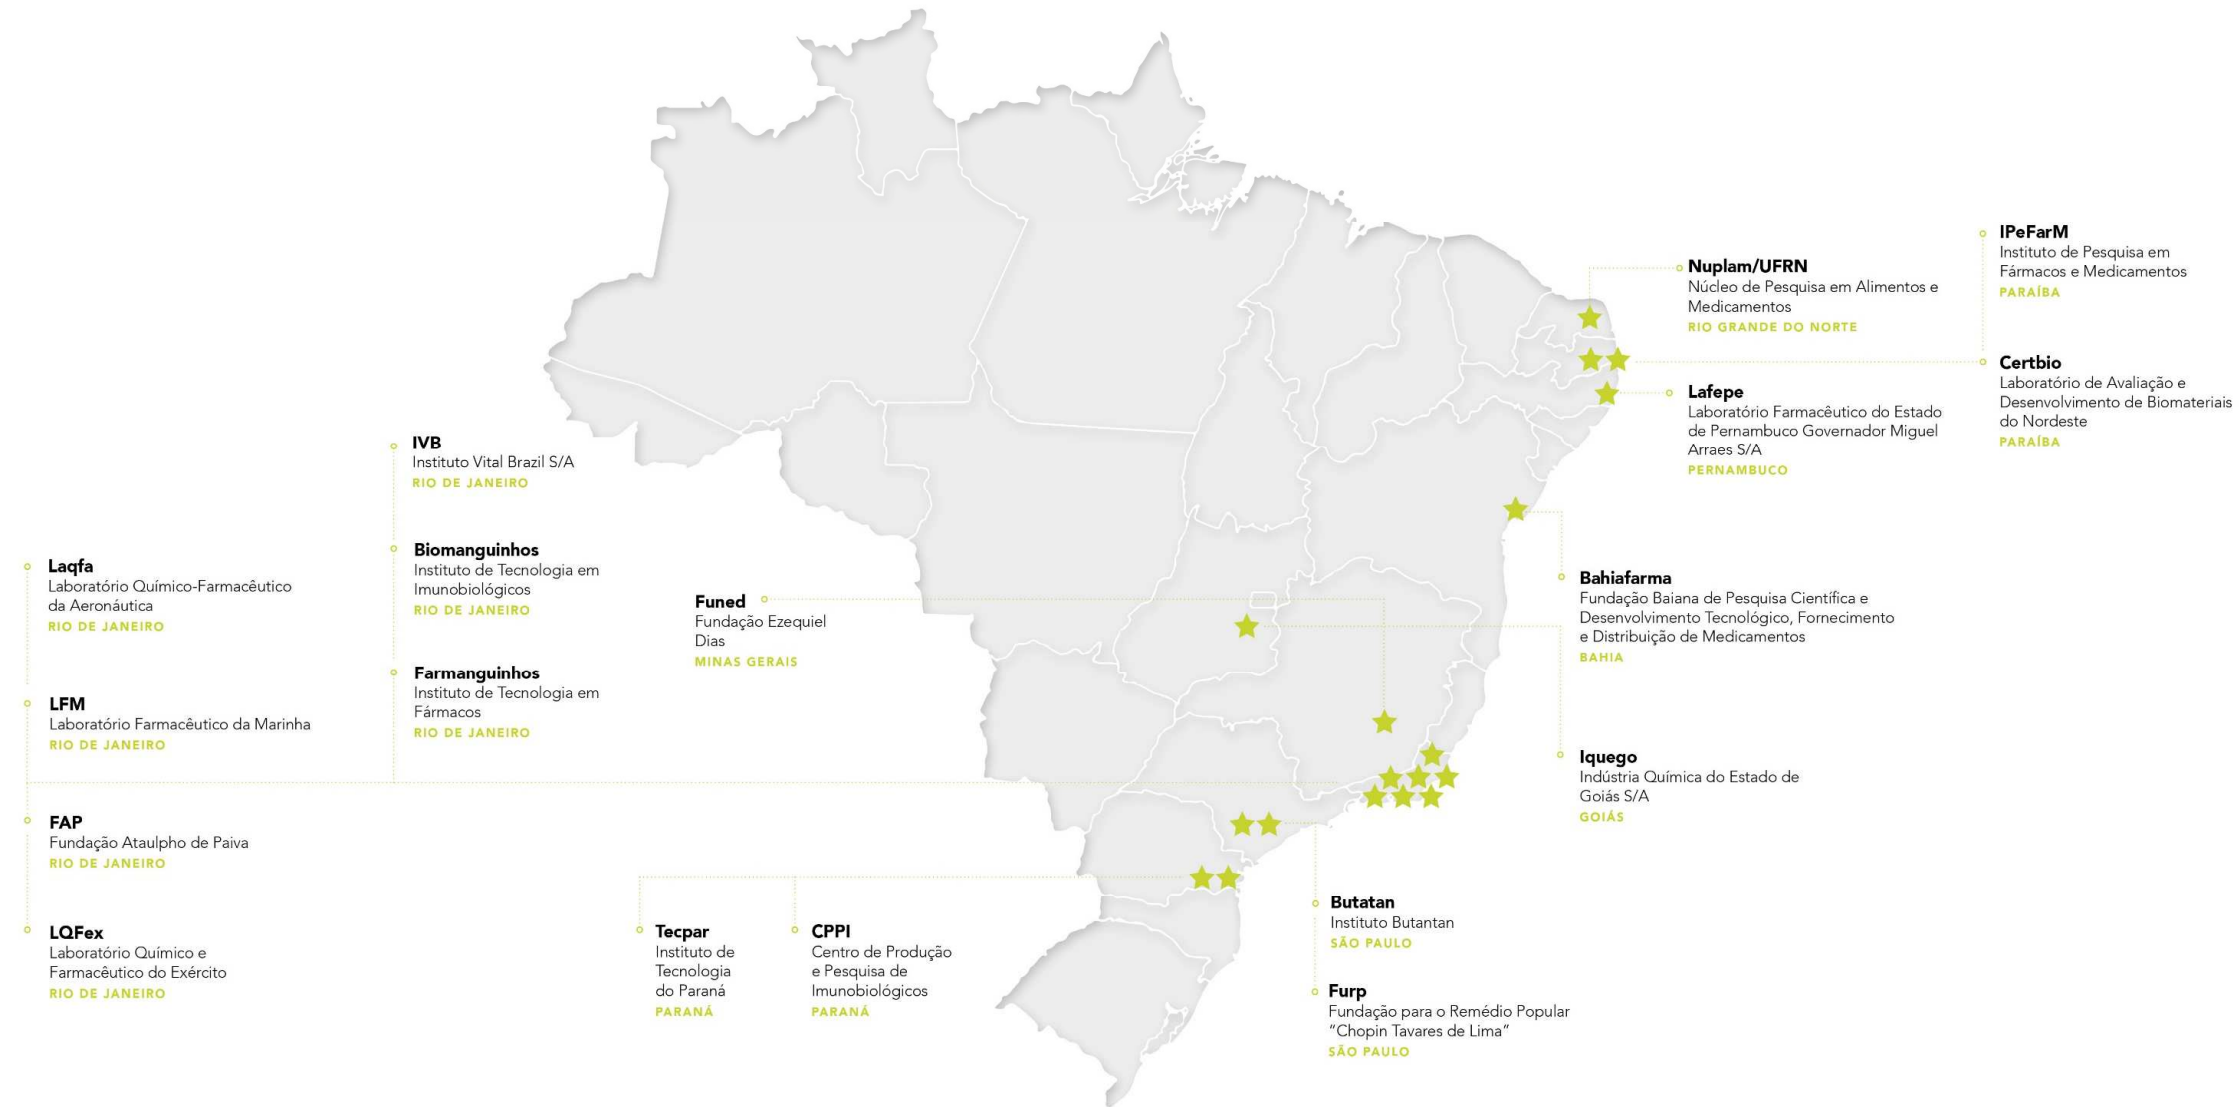 IPeFarM
Instituto de Pesquisa em
Fármacos e Medicamentos
PARAÍBA
Nuplam/UFRN
Núcleo de Pesquisa em Alimentos e
Medicamentos
RIO GRANDE DO NORTE
Certbio
Laboratório de Avaliação e
Desenvolvimento de Biomateriais
do Nordeste
PARAÍBA
Lafepe
Laboratório Farmacêutico do Estado
de Pernambuco Governador Miguel
Arraes S/A
PERNAMBUCO
IVB
Instituto Vital Brazil S/A
RIO DE JANEIRO
Biomanguinhos
Instituto de Tecnologia em
Imunobiológicos
RIO DE JANEIRO
Farmanguinhos
Instituto de Tecnologia em
Fármacos
RIO DE JANEIRO
Laqfa
Laboratório Químico-Farmacêutico
da Aeronáutica
RIO DE JANEIRO
LFM
Laboratório Farmacêutico da Marinha
RIO DE JANEIRO
FAP
Fundação Ataulpho de Paiva
RIO DE JANEIRO
LQFex
Laboratório Químico e
Farmacêutico do Exército
RIO DE JANEIRO
Funed
Fundação Ezequiel
Dias
MINAS GERAIS
Bahiafarma
Fundação Baiana de Pesquisa Científica e
Desenvolvimento Tecnológico, Fornecimento
e Distribuição de Medicamentos
BAHIA
Iquego
Indústria Química do Estado de
Goiás S/A
GOIÁS
Tecpar
Instituto de
Tecnologia
do Paraná
PARANÁ
CPPI
Centro de Produção
e Pesquisa de
Imunobiológicos
PARANÁ
Butatan
Instituto Butantan
SÃO PAULO
Furp
Fundação para o Remédio Popular
“Chopin Tavares de Lima”
SÃO PAULO